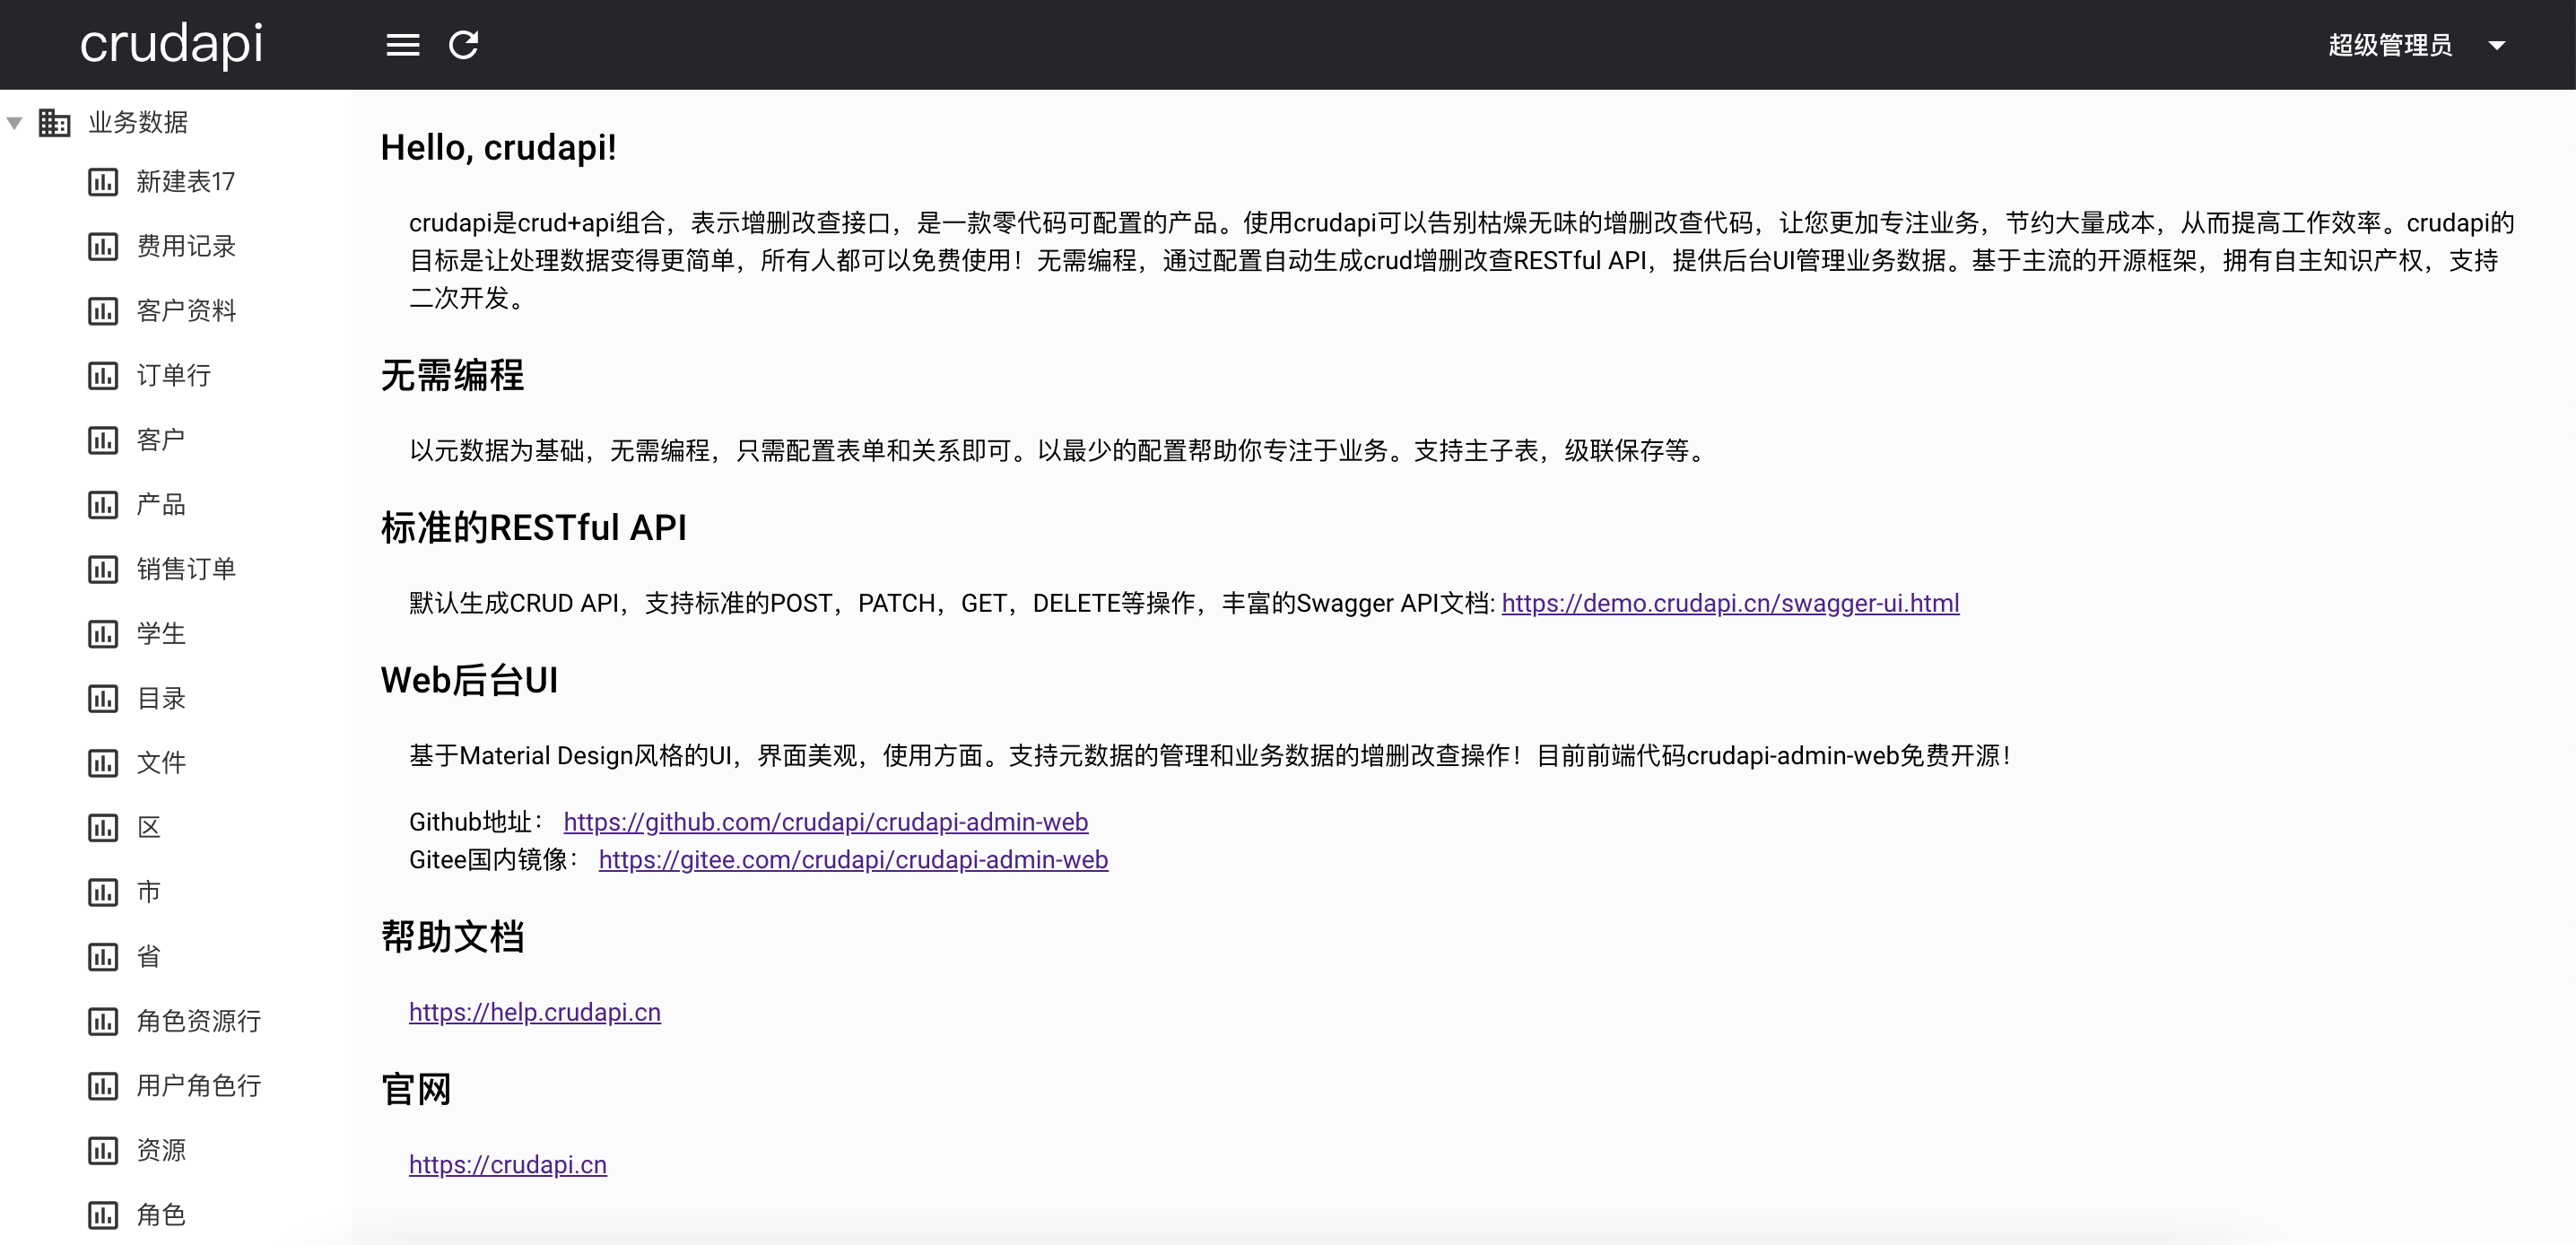 crudapi
超级管理员
业务数据
新建表17
费用记录
客户资料
订单行
客户
产品
销售订单
学生
目录
文件
区
市
省
角色资源行
用户角色行
资源
角色
Hello, crudapi!
crudapi是crud+api组合，表示增删改查接口，是一款零代码可配置的产品。使用crudapi可以告别枯燥无味的增删改查代码，让您更加专注业务，节约大量成本，从而提高工作效率。crudapi的
目标是让处理数据变得更简单，所有人都可以免费使用！无需编程，通过配置自动生成crud增删改查RESTful API，提供后台UI管理业务数据。基于主流的开源框架，拥有自主知识产权，支持
二次开发。
无需编程
以元数据为基础，无需编程，只需配置表单和关系即可。以最少的配置帮助你专注于业务。支持主子表，级联保存等。
标准的RESTful API
默认生成CRUD API，支持标准的POST，PATCH，GET，DELETE等操作，丰富的Swagger API文档: https://demo.crudapi.cn/swagger-ui.html
Web后台UI
基于Material Design风格的UI，界面美观，使用方面。支持元数据的管理和业务数据的增删改查操作！目前前端代码crudapi-admin-web免费开源！
Github地址： https://github.com/crudapi/crudapi-admin-web
Gitee国内镜像： https://gitee.com/crudapi/crudapi-admin-web
帮助文档
https://help.crudapi.cn
官网
https://crudapi.cn